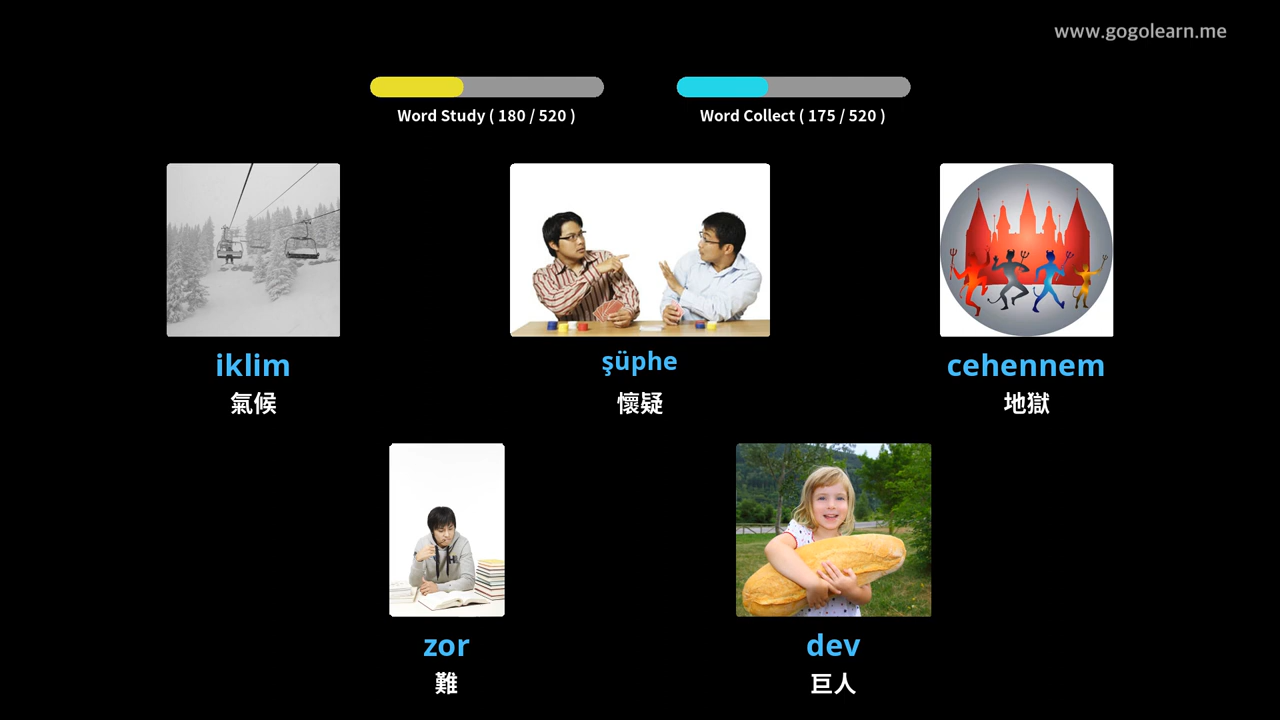 www.gogolearn.me
Word Study ( 180 / 520 )
Word Collect ( 175 / 520 )
iklim
氣候
şüphe
懷疑
cehennem
地獄
zor
難
dev
巨人